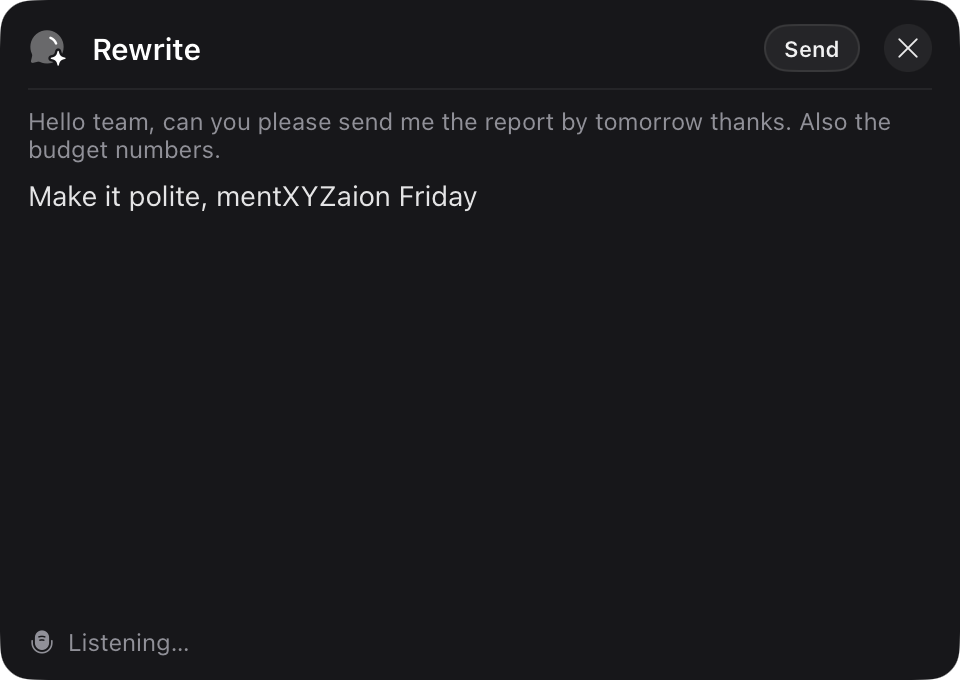 Rewrite
Send
Hello team, can you please send me the report by tomorrow thanks. Also the
budget numbers.
Make it polite, mentXYZaion Friday
Listening...